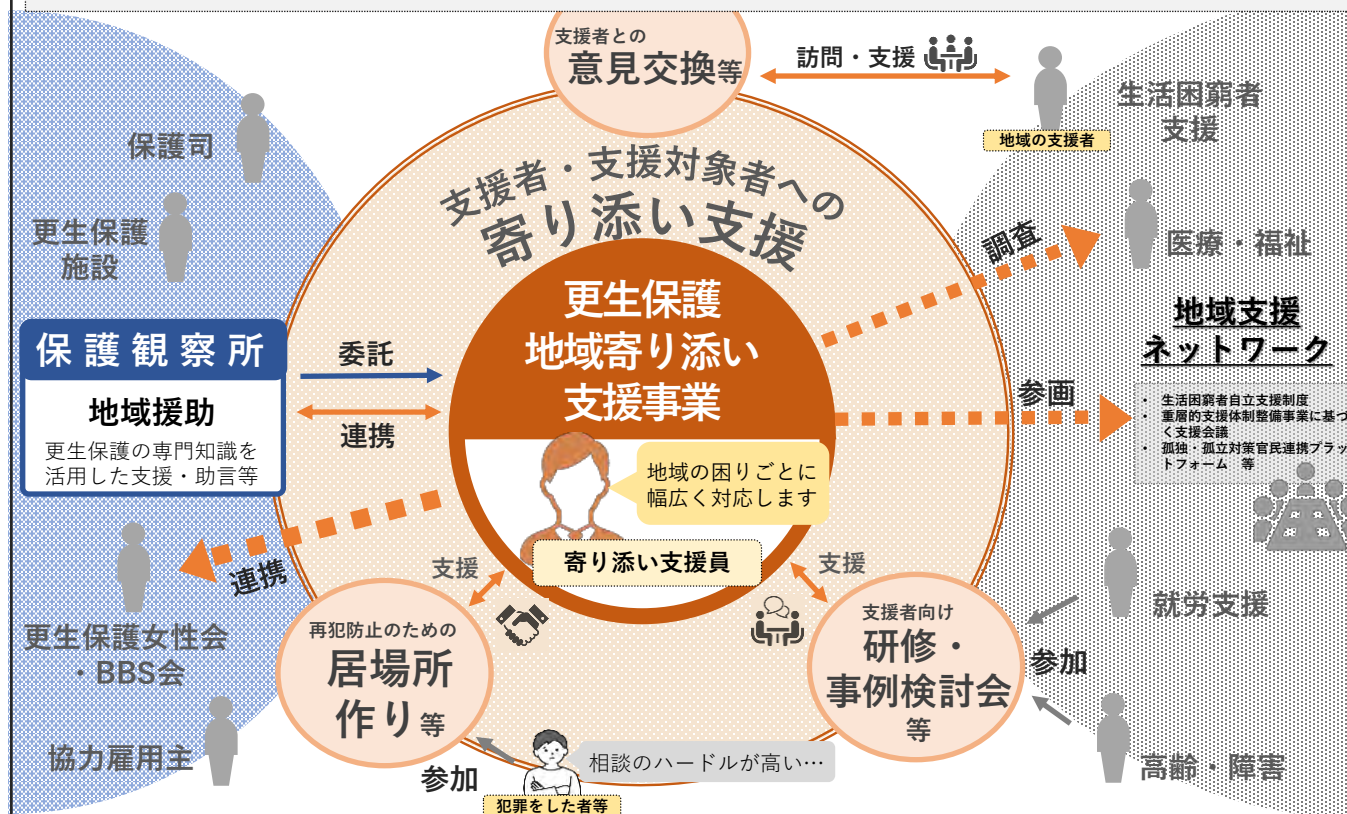 支援者との
意見交換等
訪問・支援
地域の支援者
生活困窮者
支援
保護司
更生保護
施設
支援者・支援対象者への
寄り添い支援
調査
医療・福祉
更生保護
地域寄り添い
支援事業
保護観察所
地域援助
更生保護の専門知識を
活用した支援・助言等
委託
連携
地域支援
ネットワーク
参画
・ 生活困窮者自立支援制度
・ 重層的支援体制整備事業に基づ
く支援会議
・ 孤独・孤立対策官民連携プラッ
トフォーム 等
地域の困りごとに
幅広く対応します
寄り添い支援員
連携
支援
支援
更生保護女性会
・BBS会
再犯防止のための
居場所
作り等
支援者向け
研修・
事例検討会
等
就労支援
参加
協力雇用主
参加
相談のハードルが高い…
犯罪をした者等
高齢・障害